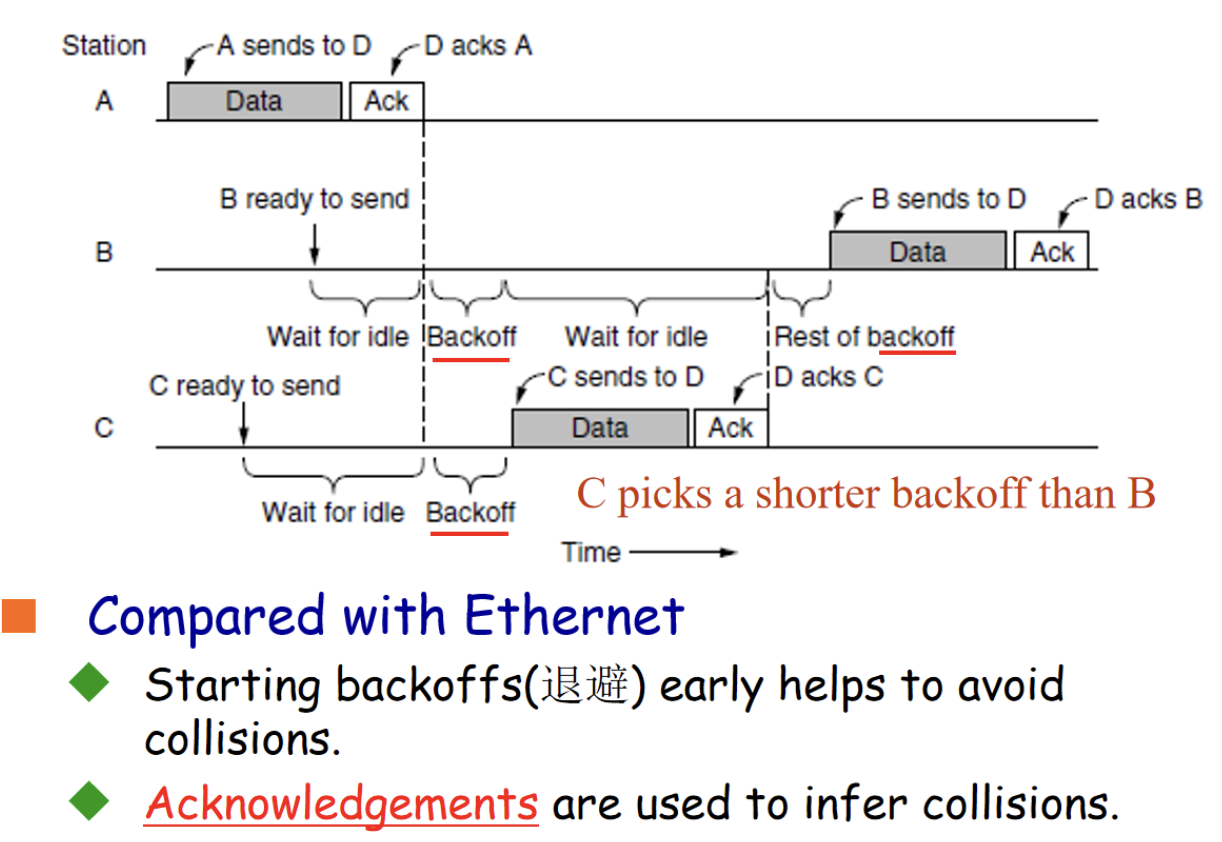 Station
A sends to D
D acks A
A
Data
Ack
B ready to send
B sends to D
D acks B
B
Data
Ack
Wait for idle
Backoff
Wait for idle
Rest of backoff
C ready to send
C sends to D
D acks C
C
Data
Ack
Wait for idle
Backoff
C picks a shorter backoff than B
Time
Compared with Ethernet
Starting backoffs(退避) early helps to avoid
collisions.
Acknowledgements are used to infer collisions.